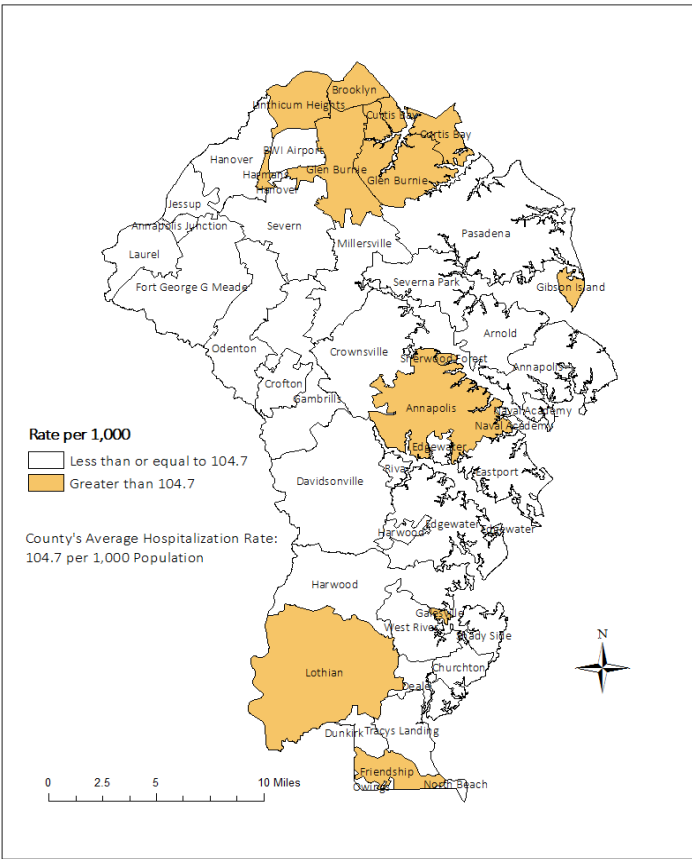 Brooklyn
Linthicum Heights
Curtis Bay
Curtis Bay
BWI Airport
Hanover
Glen Burnie
Harmans
Glen Burnie
Hanover
Jessup
Annapolis Junction
Severn
Pasadena
Millersville
Laurel
Severna Park
Fort George G Meade
Gibson Island
Arnold
Odenton
Crownsville
Sherwood Forest
Annapolis
Crofton
Gambrills
Annapolis
Naval Academy
Naval Academy
Rate per 1,000
Edgewater
Less than or equal to 104.7
Riva
Eastport
Greater than 104.7
Davidsonville
Edgewater
Edgewater
Harwood
County's Average Hospitalization Rate:
104.7 per 1,000 Population
Harwood
Galesville
West River
Shady Side
N
Churchton
Lothian
Deale
Dunkirk
Tracys Landing
Friendship
0 2.5 5 10 Miles
Owings
North Beach